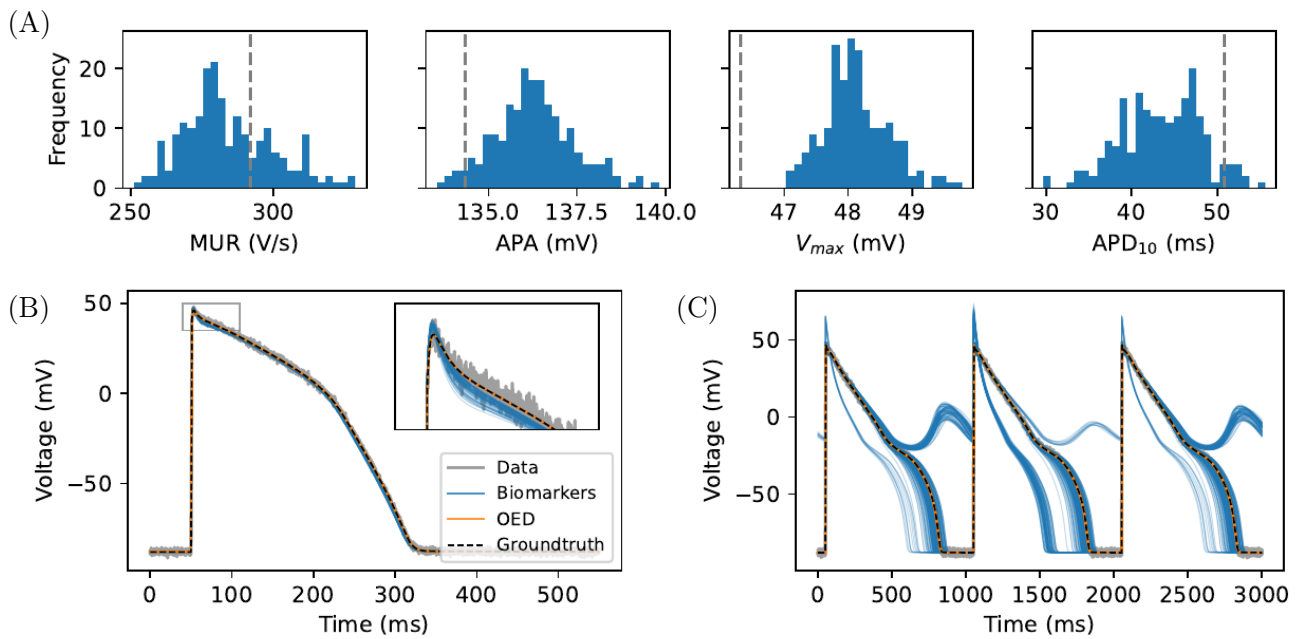 (A)
Frequency
20
10
0
250 300
MUR (V/s)
135.0 137.5 140.0
APA (mV)
47 48 49
V_max (mV)
30 40 50
APD₁₀ (ms)
(B)
Voltage (mV)
50
0
−50
0 100 200 300 400 500
Time (ms)
Data
Biomarkers
OED
Groundtruth
(C)
Voltage (mV)
50
0
−50
0 500 1000 1500 2000 2500 3000
Time (ms)